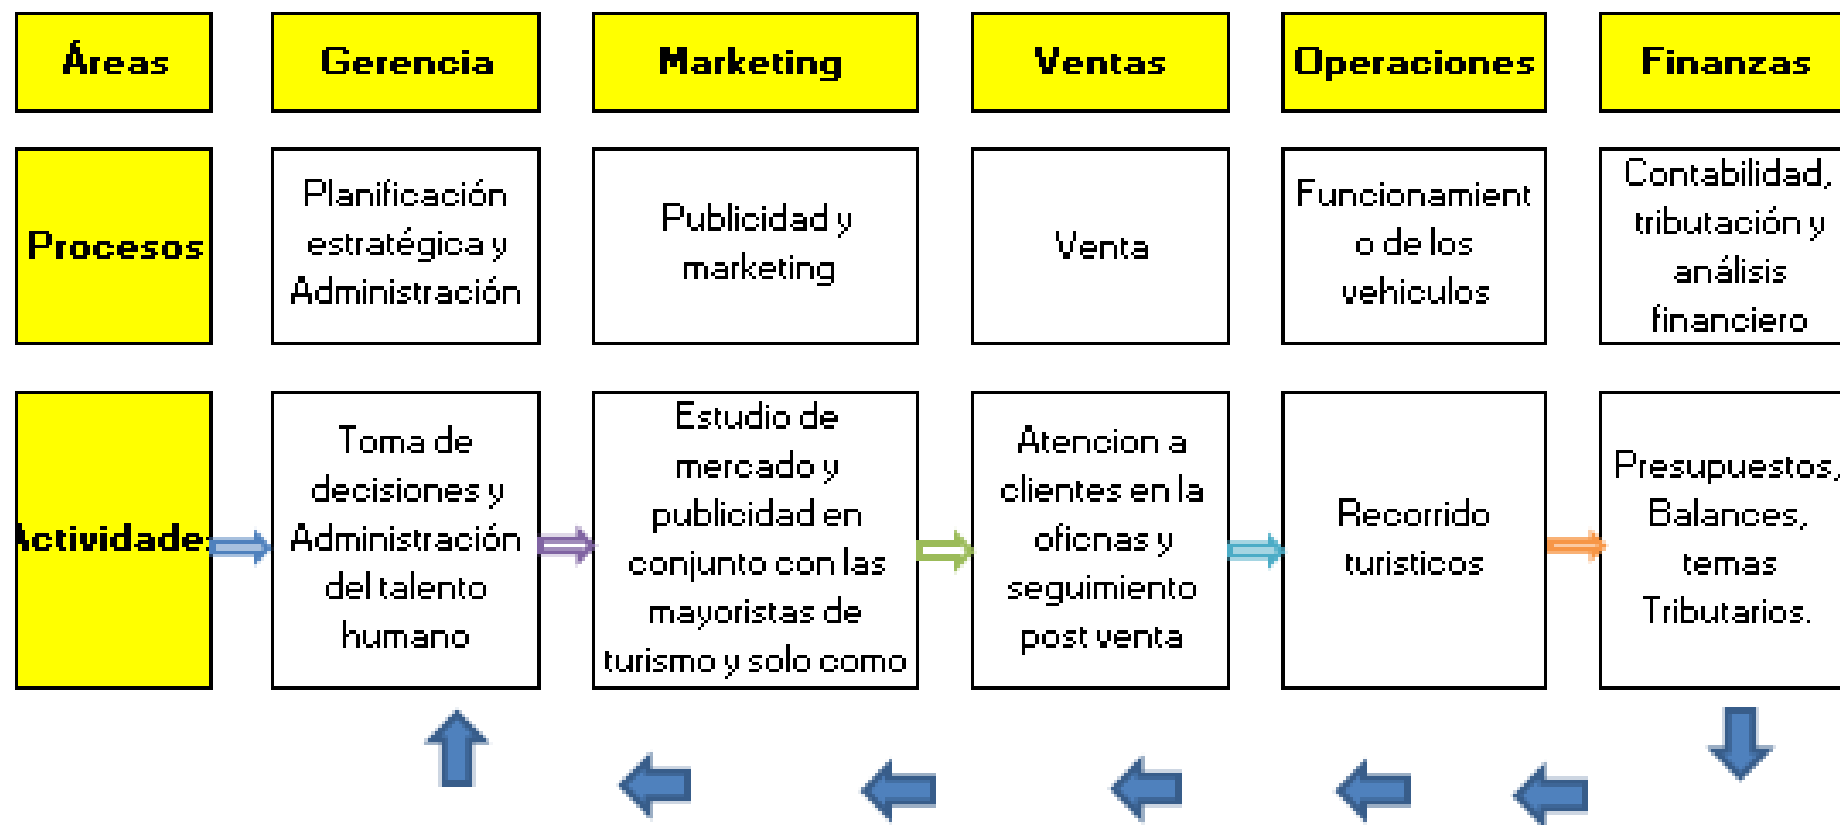 Áreas
Gerencia
Marketing
Ventas
Operaciones
Finanzas
Procesos
Planificación
estratégica y
Administración
Publicidad y
marketing
Venta
Funcionamient
o de los
vehiculos
Contabilidad,
tributación y
análisis
financiero
Actividades
Toma de
decisiones y
Administración
del talento
humano
Estudio de
mercado y
publicidad en
conjunto con las
mayoristas de
turismo y solo como
Atencion a
clientes en la
oficnas y
seguimiento
post venta
Recorrido
turisticos
Presupuestos,
Balances,
temas
Tributarios.